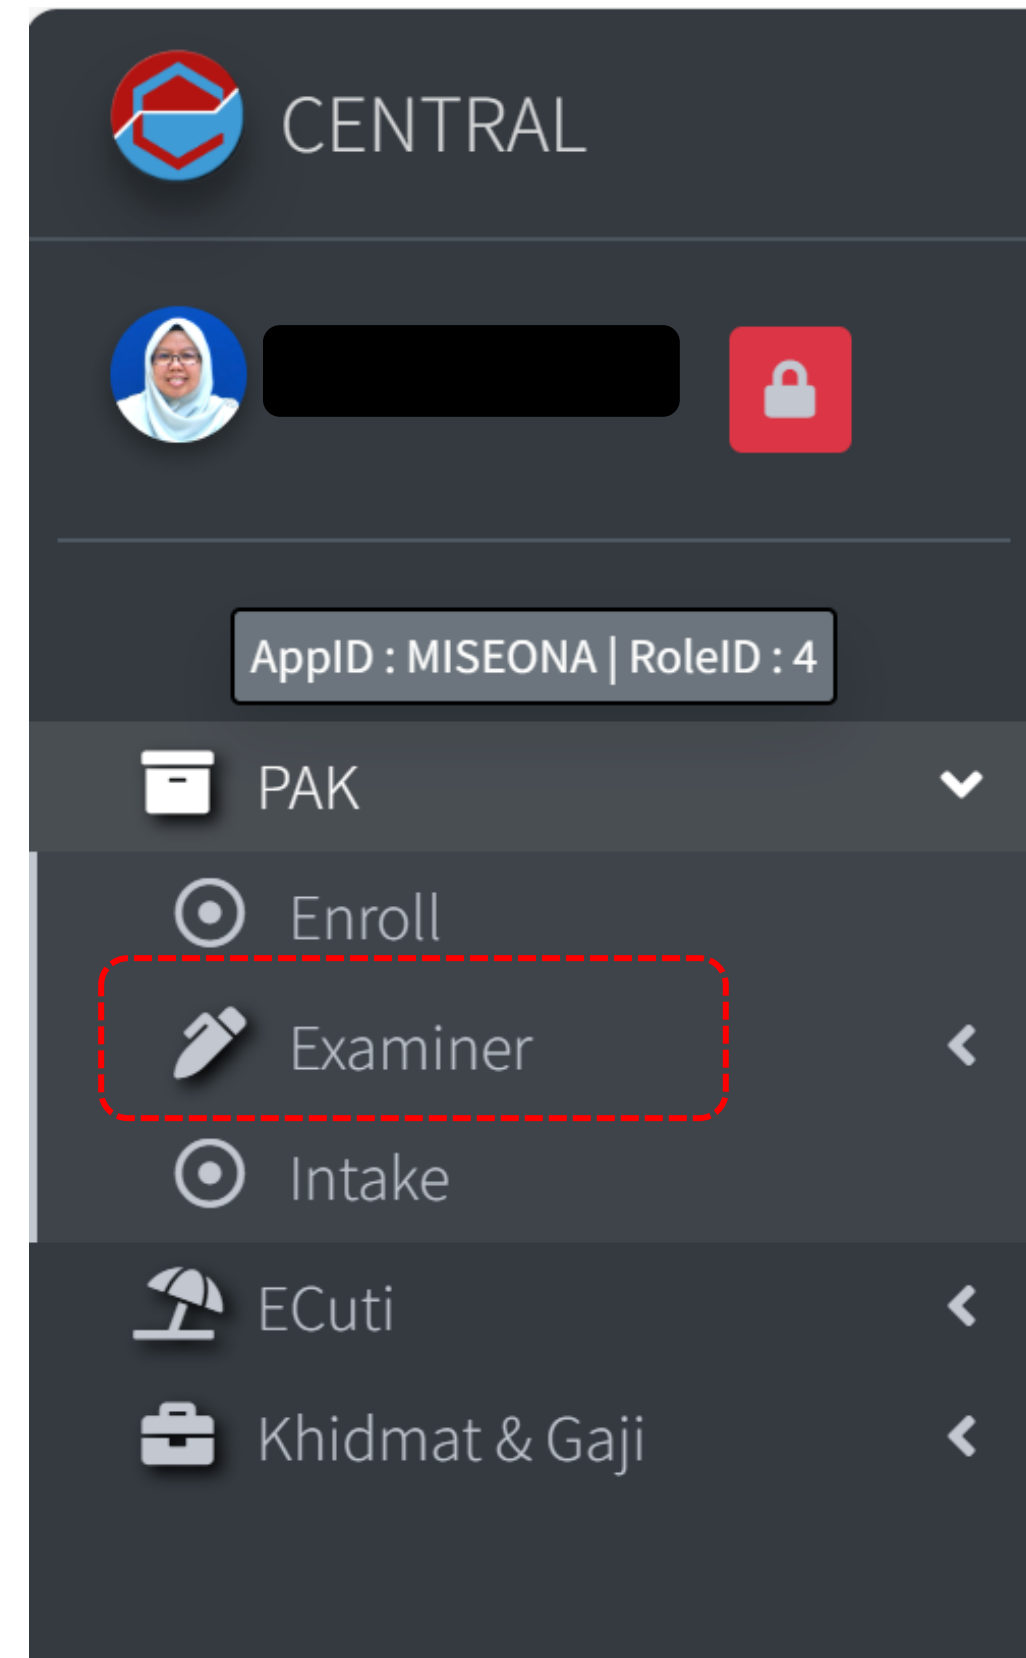 CENTRAL
AppID : MISEONA | RoleID : 4
PAK
Enroll
Examiner
Intake
ECuti
Khidmat & Gaji